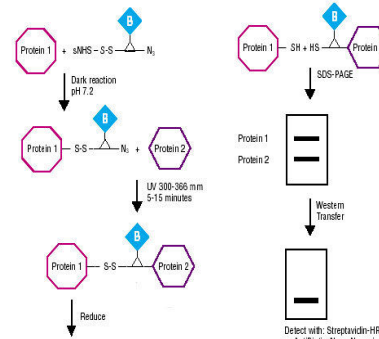 B
Protein 1 + sNHS – S-S N3
Dark reaction
pH 7.2
B
Protein 1 S-S N3 + Protein 2
UV 300-366 mm
5-15 minutes
B
Protein 1 S-S Protein 2
Reduce
B
Protein 1 SH + HS Protein
SDS-PAGE
Protein 1
Protein 2
Western
Transfer
Detect with: Streptavidin-HR